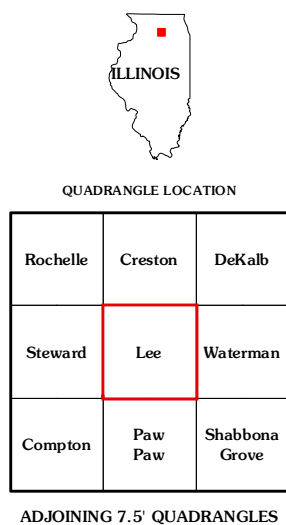 ILLINOIS
QUADRANGLE LOCATION
Rochelle Creston DeKalb
Steward Lee Waterman
Compton Paw Paw Shabbona Grove
ADJOINING 7.5' QUADRANGLES